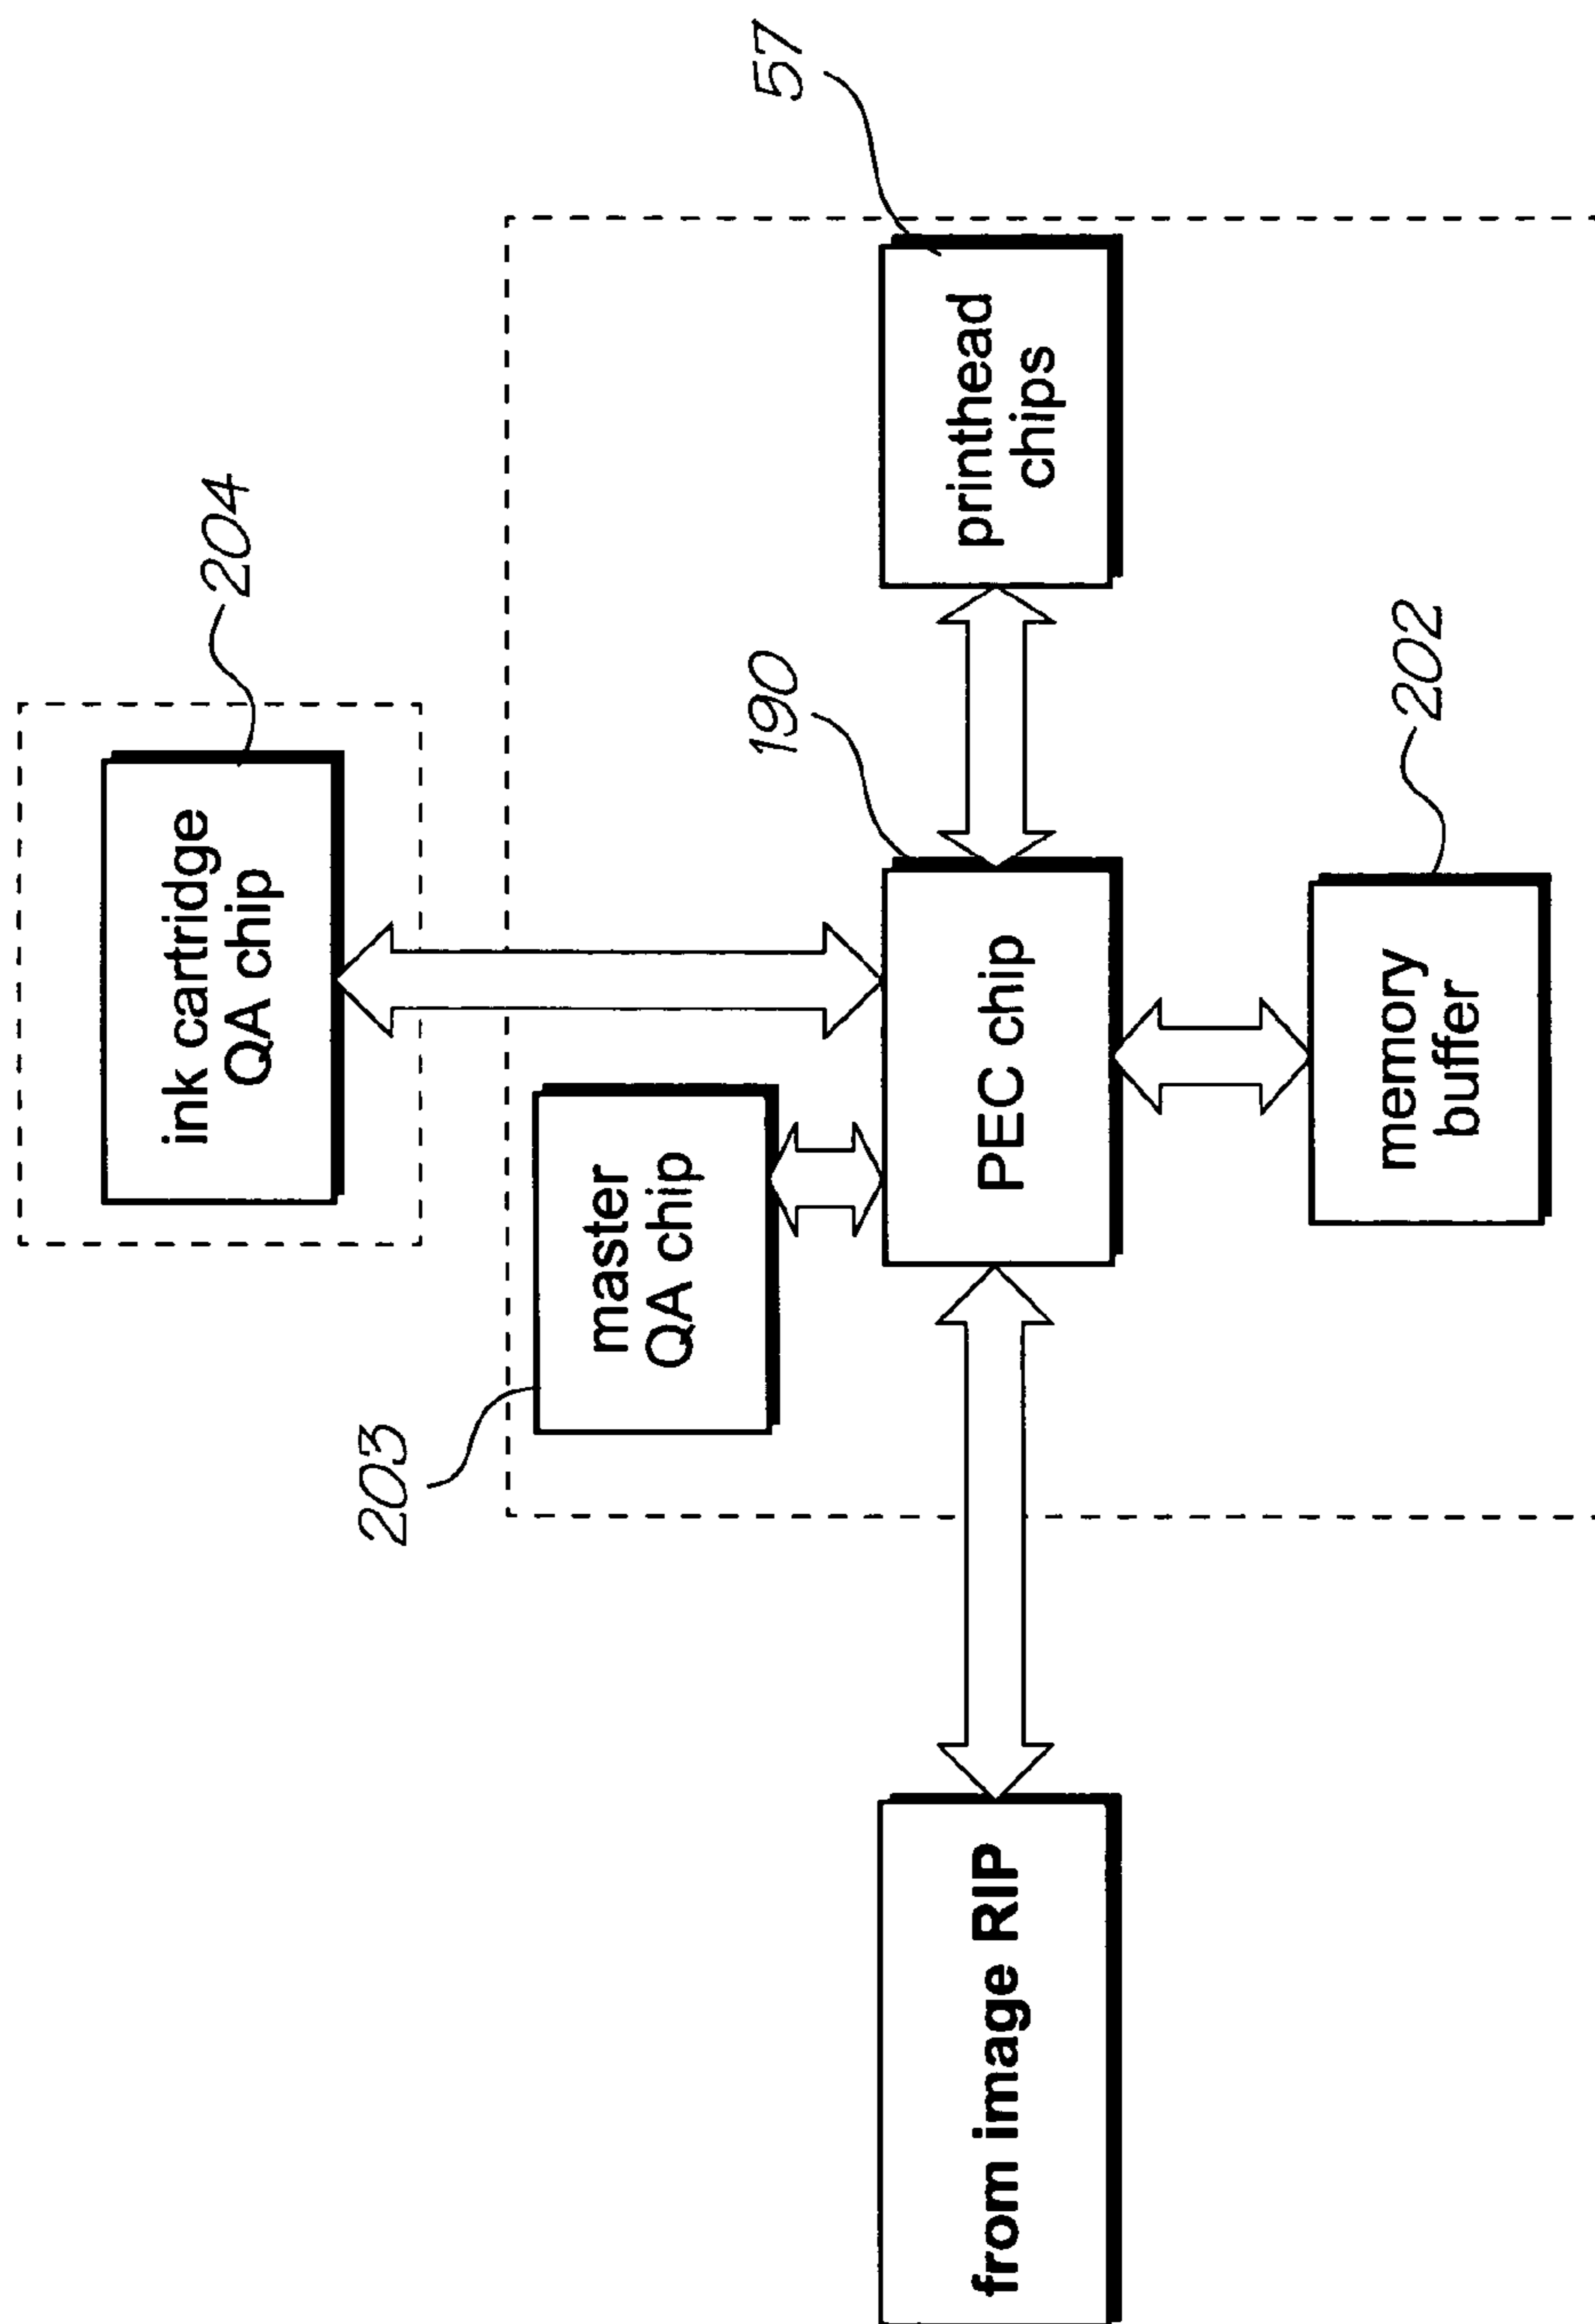 204
ink cartridge
QA chip
203
master
QA chip
190
57
from image RIP
PEC chip
printhead
chips
202
memory
buffer